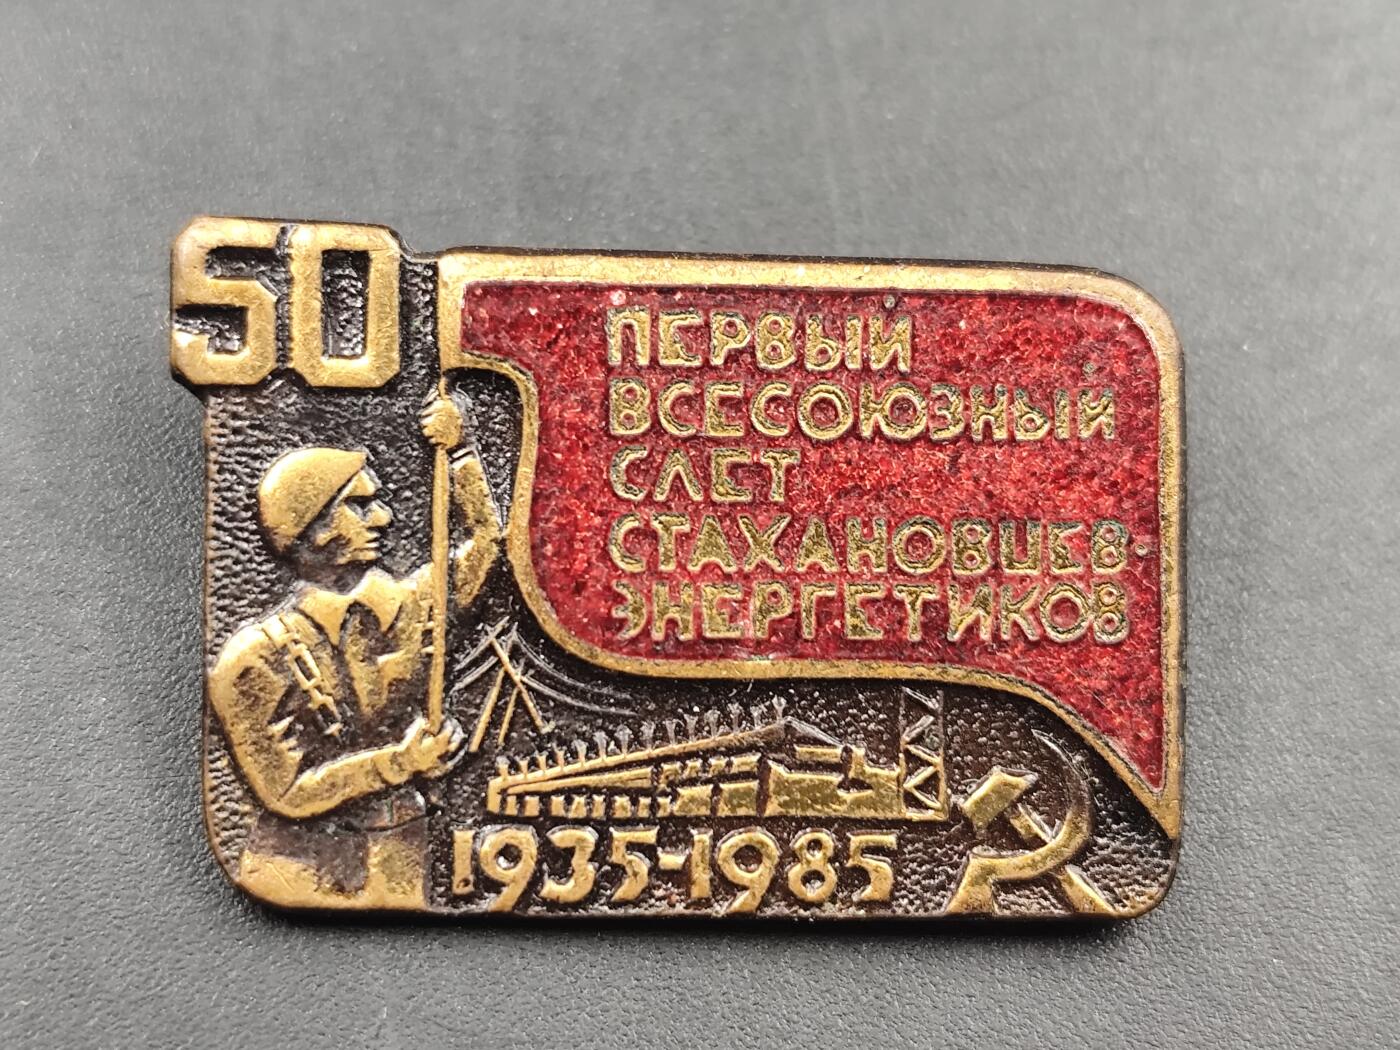 50
ПЕРВЫЙ
ВСЕСОЮЗНЫЙ
СЛЕТ
СТАХАНОВЦЕВ-
ЭНЕРГЕТИКОВ
1935-1985